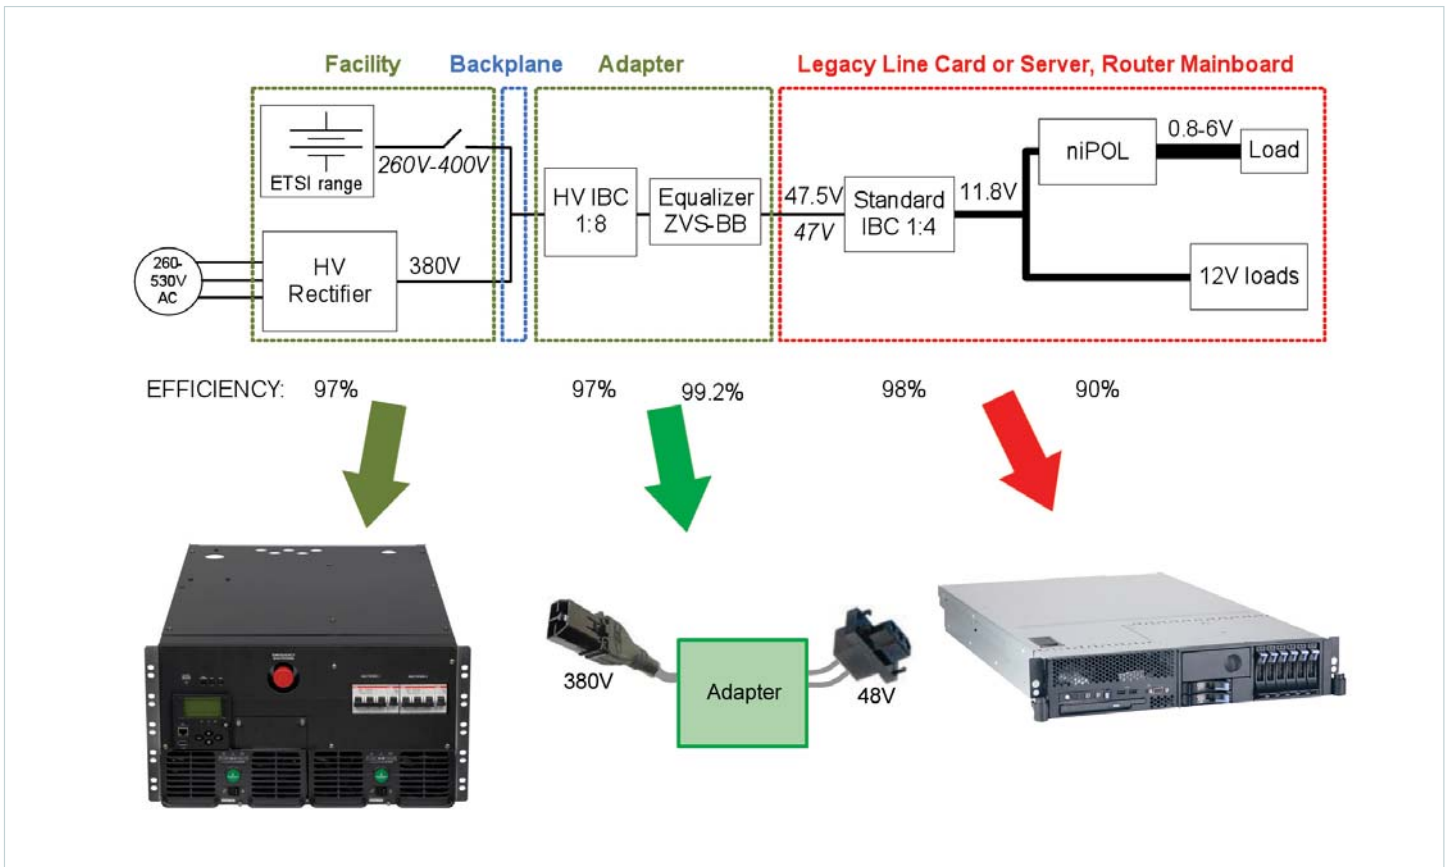 Facility
Backplane
Adapter
Legacy Line Card or Server, Router Mainboard
ETSI range
260V-400V
HV IBC
1:8
Equalizer
ZVS-BB
47.5V
47V
Standard
IBC 1:4
11.8V
niPOL
0.8-6V
Load
260-
530V
AC
HV
Rectifier
380V
12V loads
EFFICIENCY: 97% 97% 99.2% 98% 90%
380V
Adapter
48V